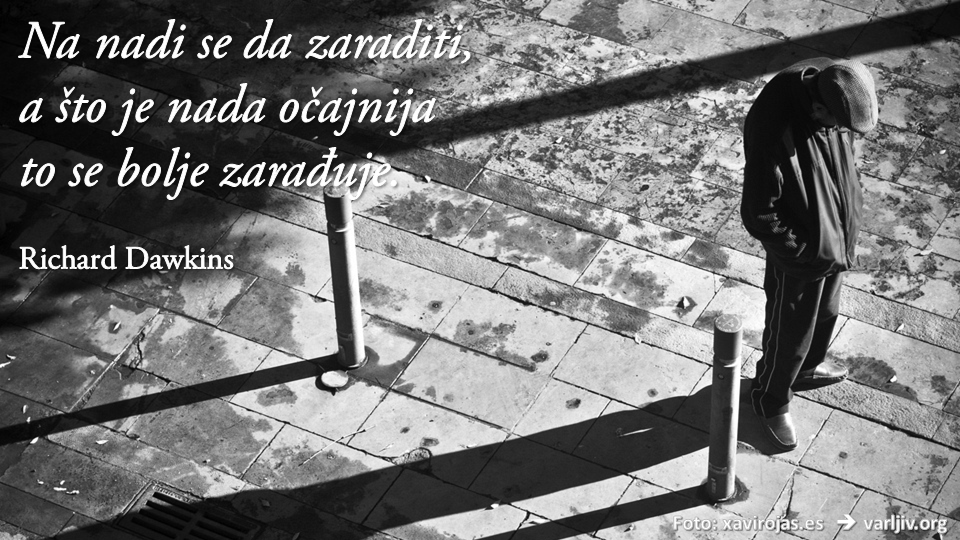 Na nadi se da zaraditi,
a što je nada očajnija
to se bolje zarađuje.
Richard Dawkins
Foto: xavirojas.es → varljiv.org